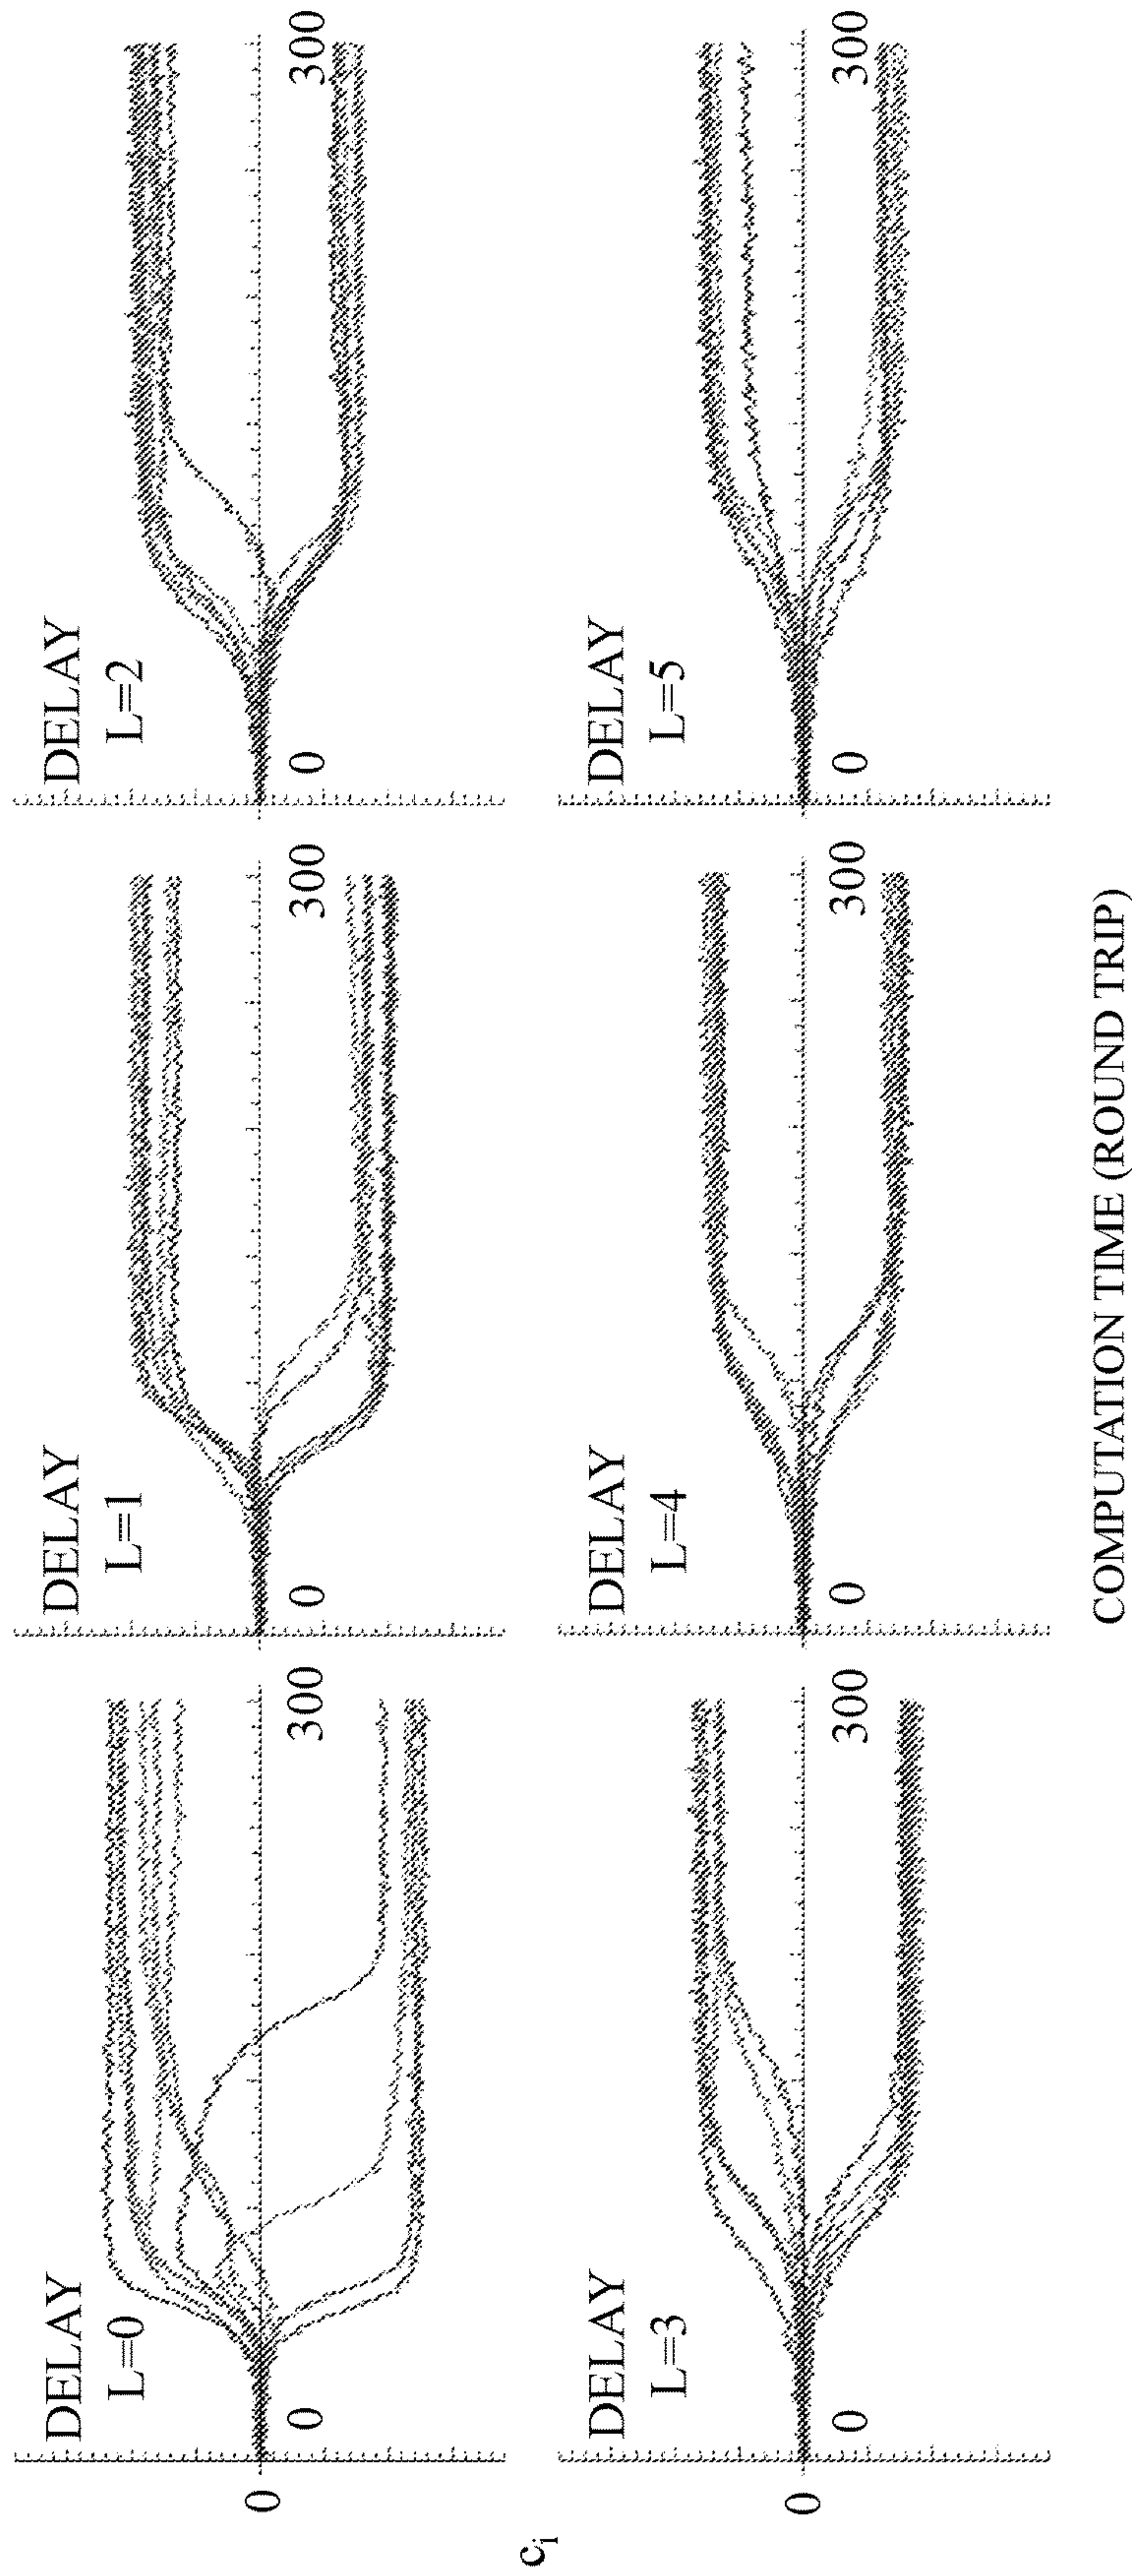 DELAY
L=0
0
0
300
DELAY
L=1
0
300
DELAY
L=2
0
300
cᵢ
DELAY
L=3
0
0
300
DELAY
L=4
0
300
DELAY
L=5
0
300
COMPUTATION TIME (ROUND TRIP)